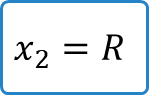 x₂ = R